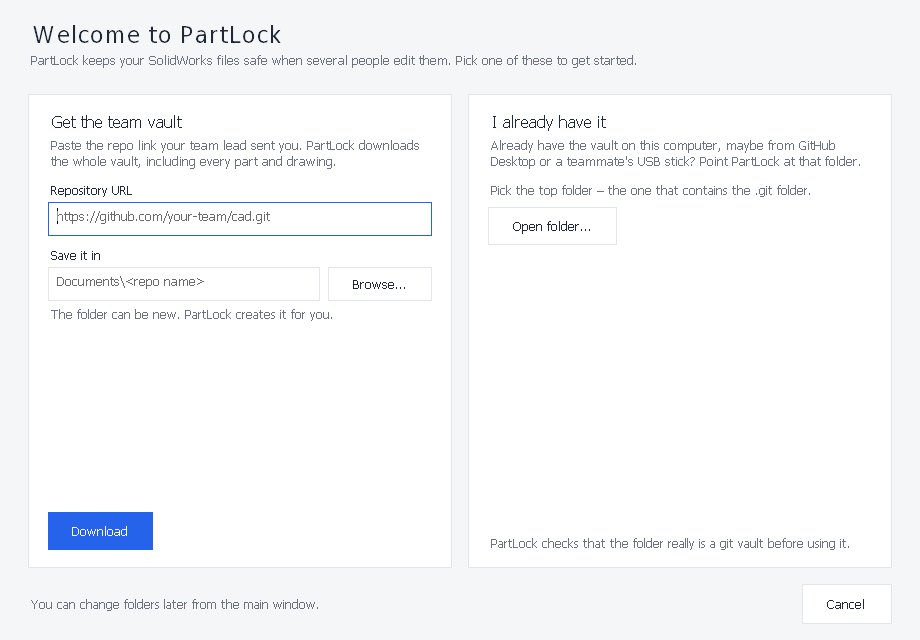 Welcome to PartLock
PartLock keeps your SolidWorks files safe when several people edit them. Pick one of these to get started.
Get the team vault
Paste the repo link your team lead sent you. PartLock downloads
the whole vault, including every part and drawing.
Repository URL
https://github.com/your-team/cad.git
Save it in
Documents\<repo name>
Browse...
The folder can be new. PartLock creates it for you.
Download
I already have it
Already have the vault on this computer, maybe from GitHub
Desktop or a teammate's USB stick? Point PartLock at that folder.
Pick the top folder – the one that contains the .git folder.
Open folder...
PartLock checks that the folder really is a git vault before using it.
You can change folders later from the main window.
Cancel